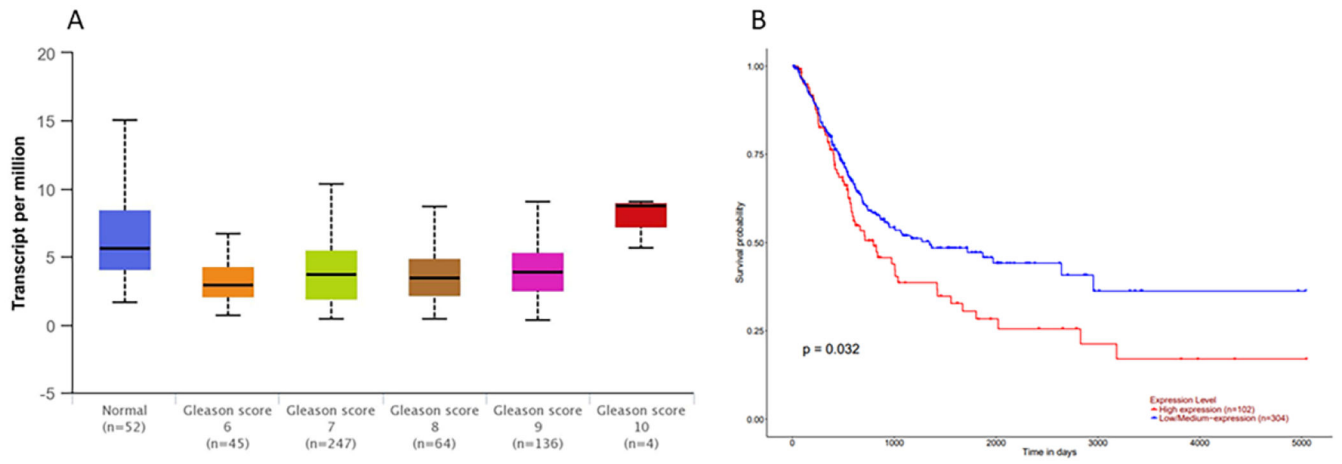 A
20
15
10
5
0
-5
Transcript per million
Normal
(n=52)
Gleason score
6
(n=45)
Gleason score
7
(n=247)
Gleason score
8
(n=64)
Gleason score
9
(n=136)
Gleason score
10
(n=4)
B
1.00
0.75
0.50
0.25
0.00
Survival probability
p = 0.032
Expression Level
High expression (n=102)
Low/Medium-expression (n=304)
0
1000
2000
3000
4000
5000
Time in days